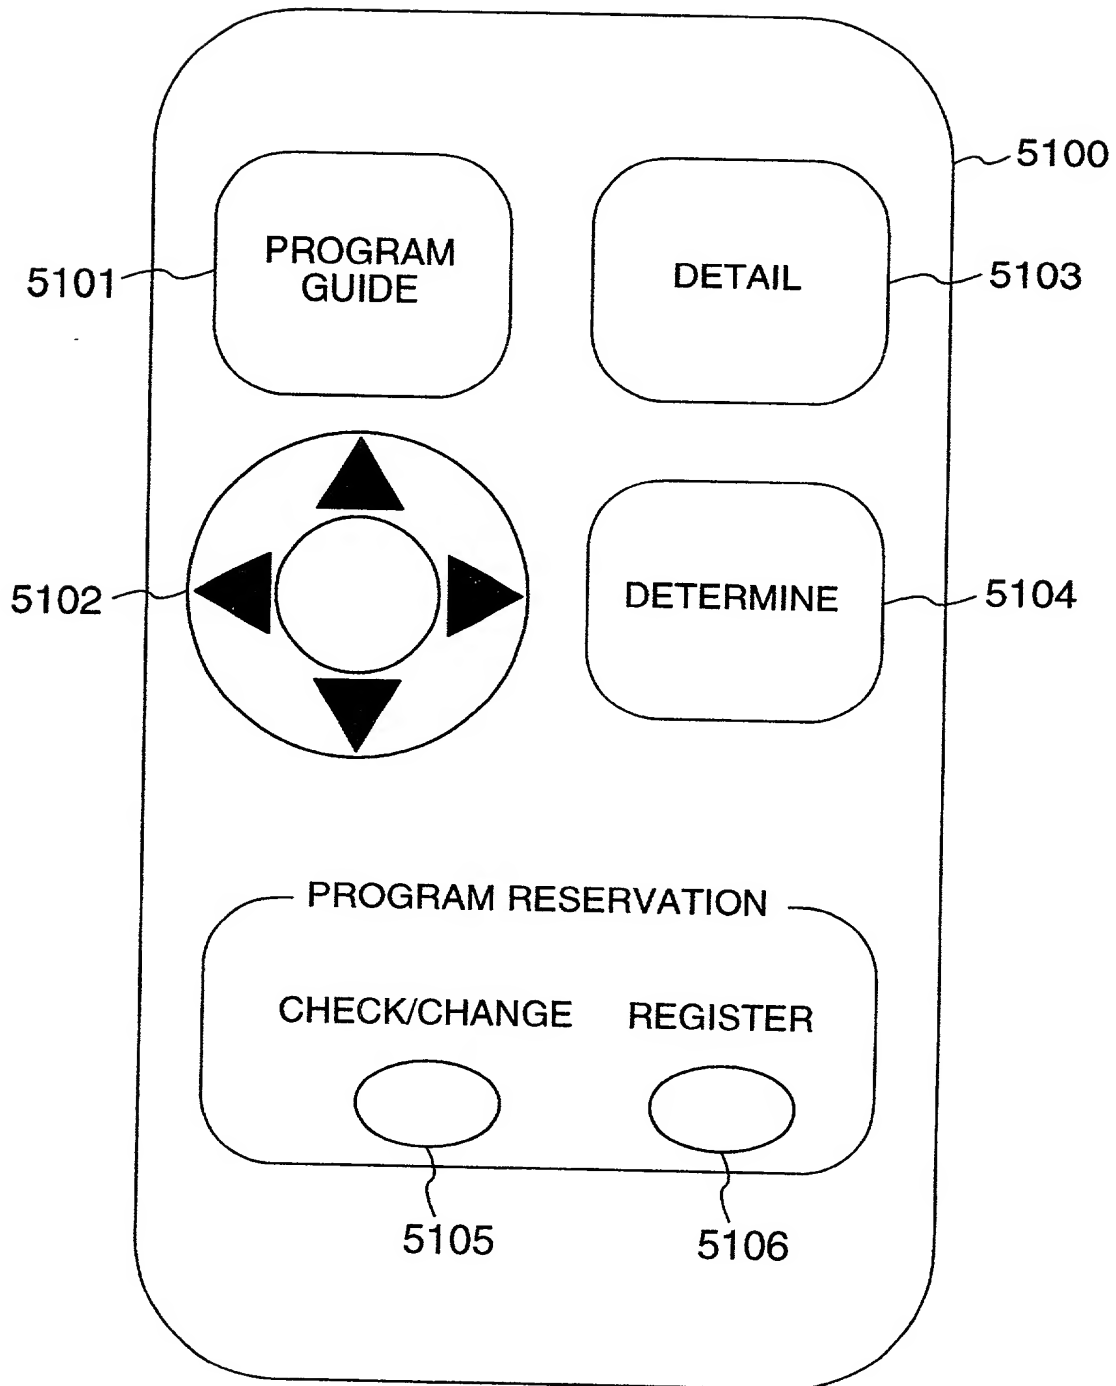 5100
PROGRAM
GUIDE
5101
DETAIL
5103
5102
DETERMINE
5104
PROGRAM RESERVATION
CHECK/CHANGE
REGISTER
5105
5106